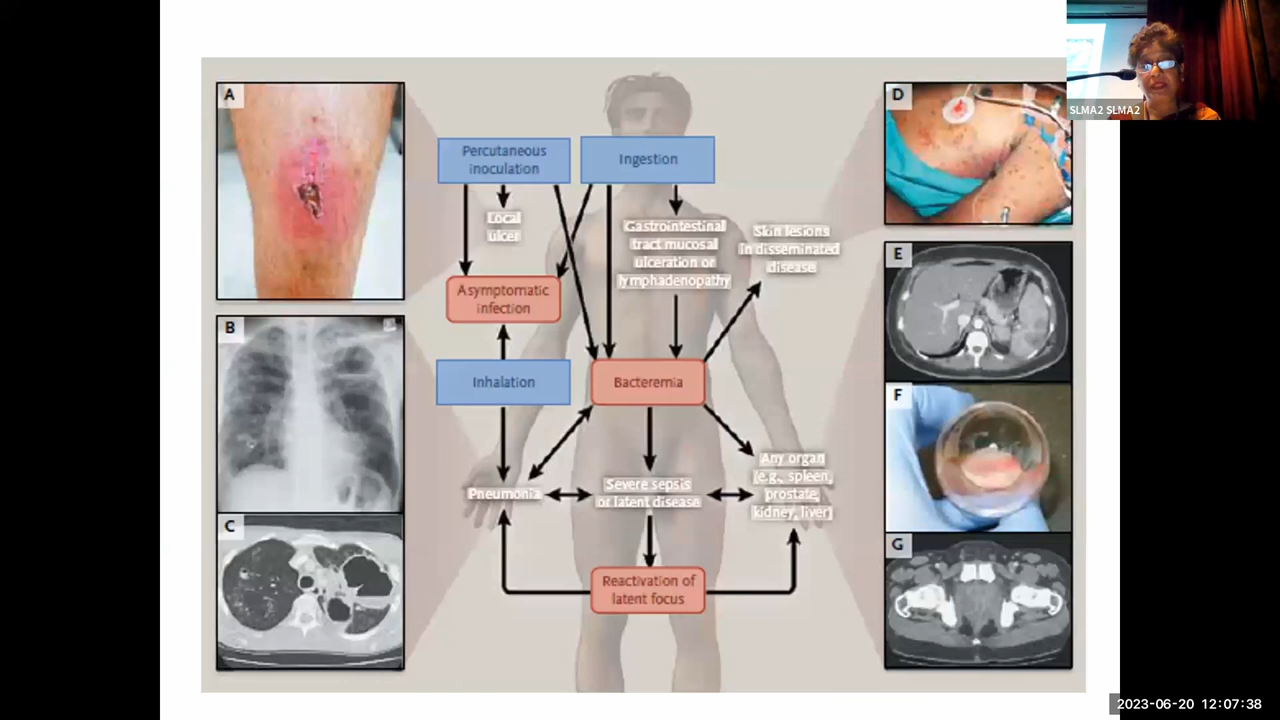 SLMA2 SLMA2
A
B
C
D
E
F
G
Percutaneous
inoculation
Ingestion
Local
ulcer
Gastrointestinal
tract mucosal
ulceration or
lymphadenopathy
Skin lesions
in disseminated
disease
Asymptomatic
infection
Inhalation
Bacteremia
Pneumonia
Severe sepsis
or latent disease
Any organ
(e.g., spleen,
prostate,
kidney, liver)
Reactivation of
latent focus
2023-06-20 12:07:38